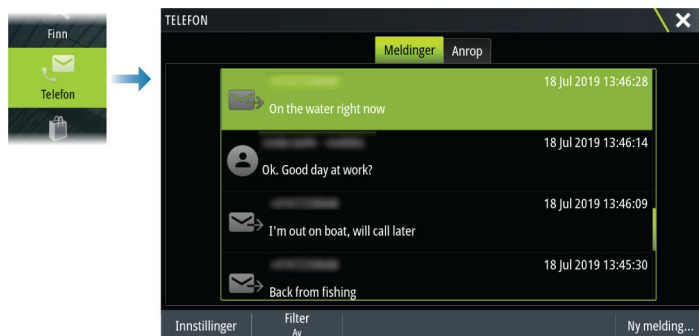 Finn
Telefon
TELEFON
Meldinger
Anrop
18 Jul 2019 13:46:28
On the water right now
18 Jul 2019 13:46:14
Ok. Good day at work?
18 Jul 2019 13:46:09
I'm out on boat, will call later
18 Jul 2019 13:45:30
Back from fishing
Innstillinger
Filter
Av
Ny melding...